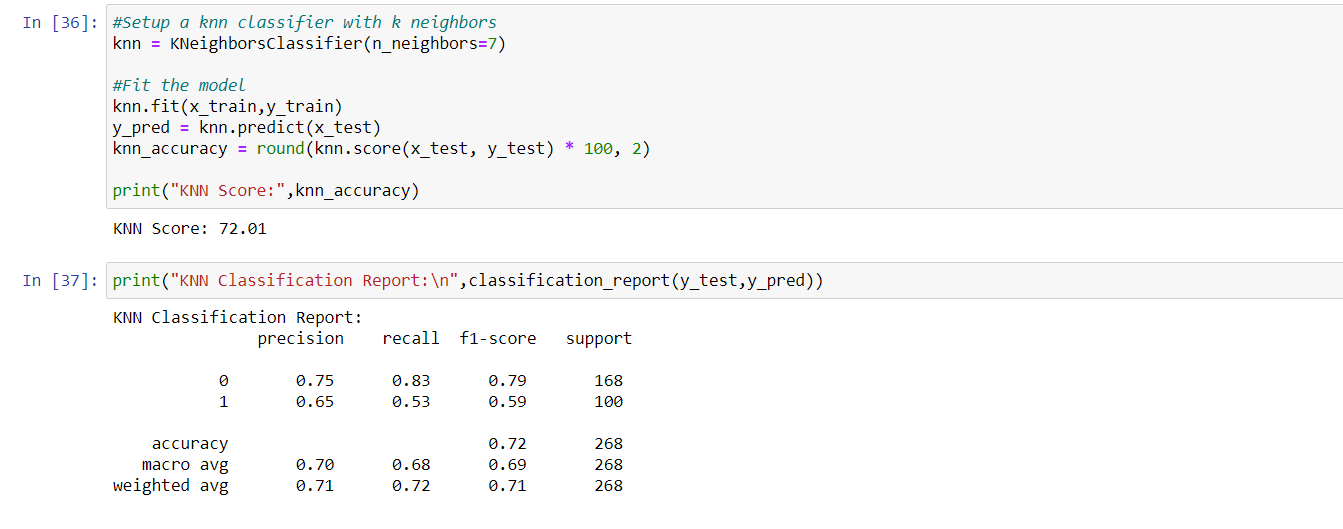 In [36]: #Setup a knn classifier with k neighbors
knn = KNeighborsClassifier(n_neighbors=7)
#Fit the model
knn.fit(x_train,y_train)
y_pred = knn.predict(x_test)
knn_accuracy = round(knn.score(x_test, y_test) * 100, 2)
print("KNN Score:",knn_accuracy)
KNN Score: 72.01
In [37]: print("KNN Classification Report:\n",classification_report(y_test,y_pred))
KNN Classification Report:
precision recall f1-score support
0 0.75 0.83 0.79 168
1 0.65 0.53 0.59 100
accuracy 0.72 268
macro avg 0.70 0.68 0.69 268
weighted avg 0.71 0.72 0.71 268